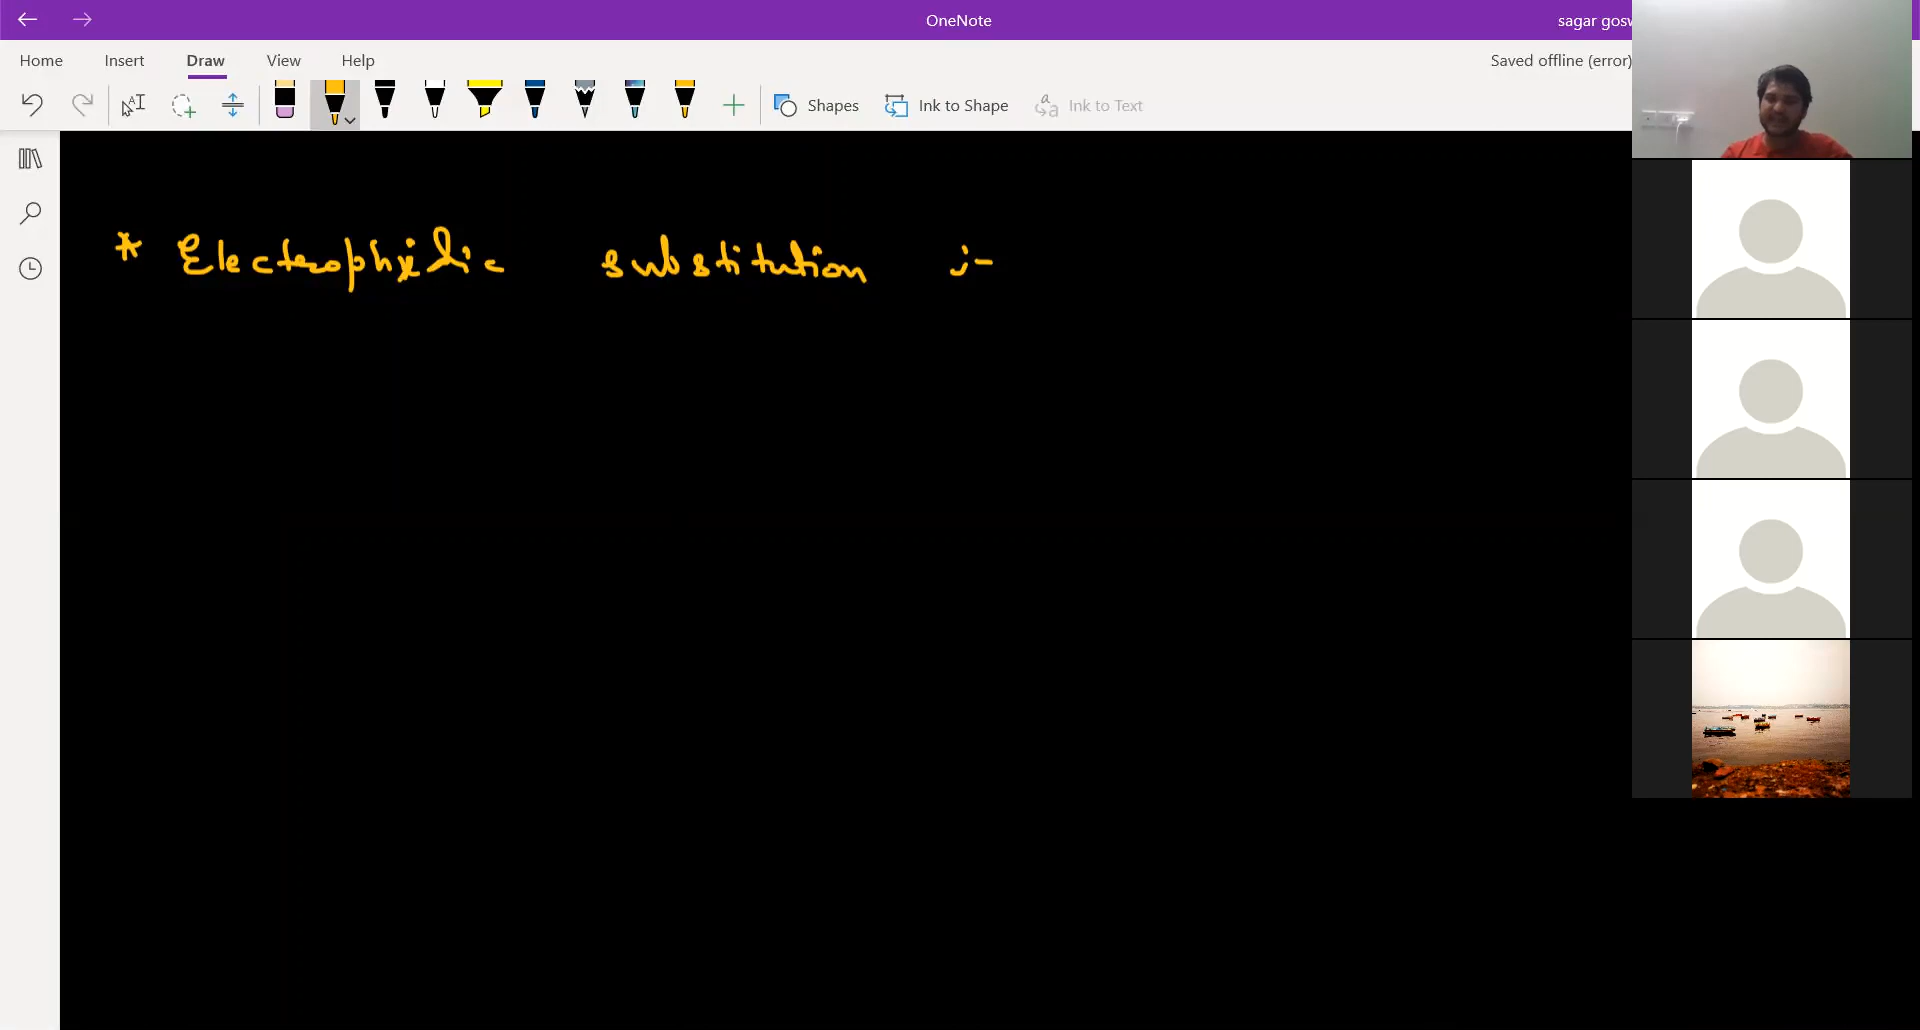 OneNote
sagar gosw
Home Insert Draw View Help
Saved offline (error)
Shapes Ink to Shape Ink to Text
* Electrophilic substitution :-